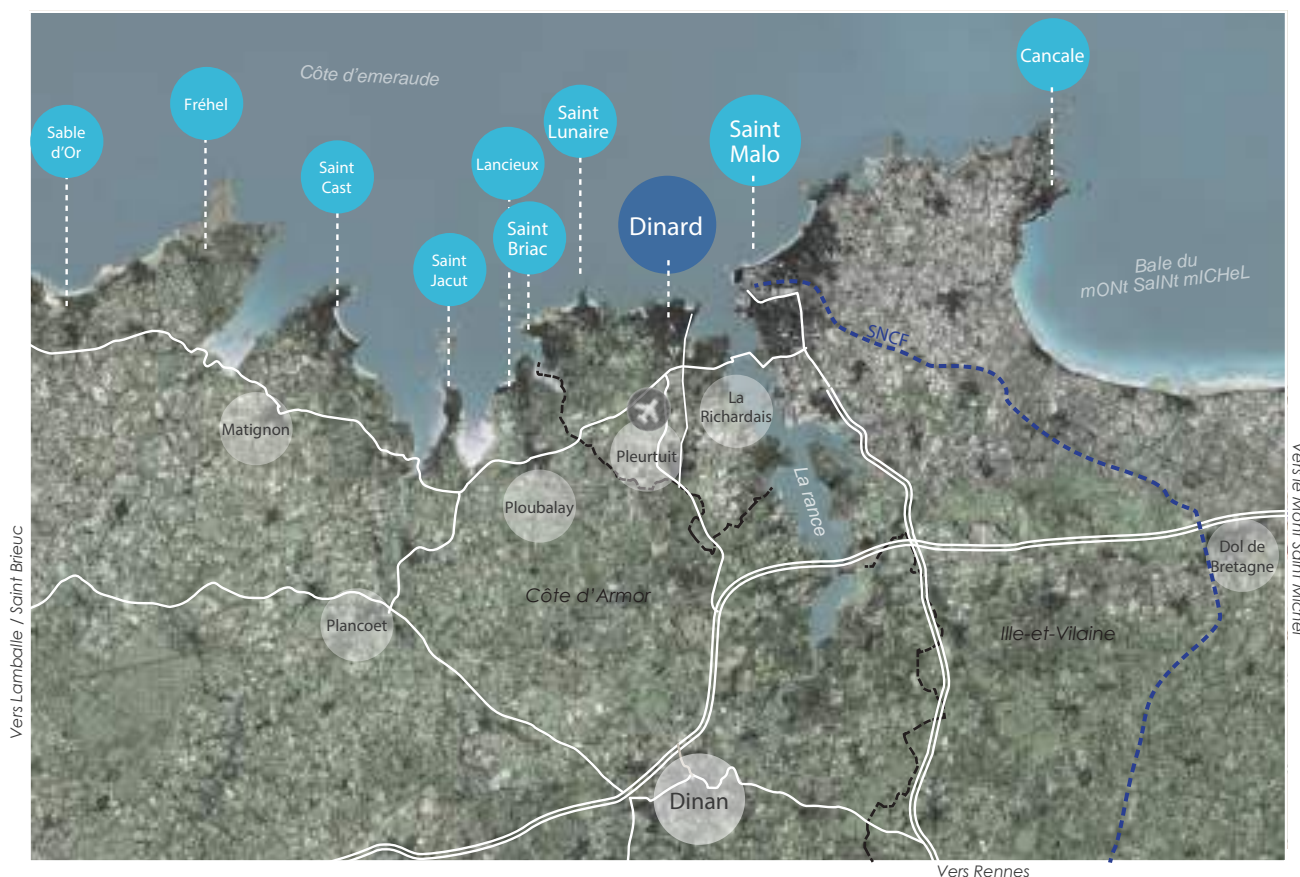 Côte d'emeraude
Cancale
Fréhel
Sable
d'Or
Saint
Lunaire
Saint
Malo
Saint
Cast
Lancieux
Saint
Briac
Dinard
Saint
Jacut
Baie du
mONt SaINt mICHeL
SNCF
La
Richardais
Matignon
Pleurtuit
Ploubalay
La rance
Vers le Mont Saint Michel
Dol de
Bretagne
Côte d'Armor
Plancoet
Ille-et-Vilaine
Vers Lamballe / Saint Brieuc
Dinan
Vers Rennes